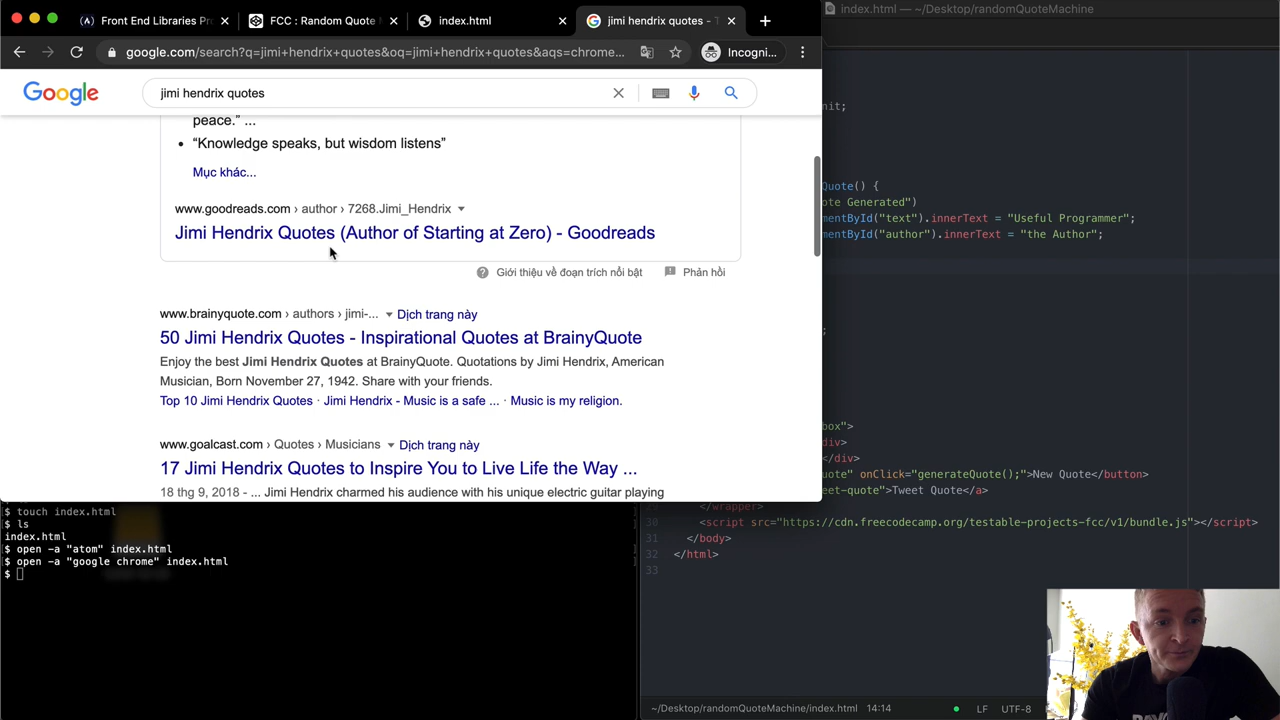 Front End Libraries Pr
FCC : Random Quote M
index.html
jimi hendrix quotes - T
index.html — ~/Desktop/randomQuoteMachine
google.com/search?q=jimi+hendrix+quotes&oq=jimi+hendrix+quotes&aqs=chrome...
Incogni...
Google
jimi hendrix quotes
peace.” ...
• “Knowledge speaks, but wisdom listens”
Mục khác...
www.goodreads.com › author › 7268.Jimi_Hendrix
Jimi Hendrix Quotes (Author of Starting at Zero) - Goodreads
Giới thiệu về đoạn trích nổi bật
Phản hồi
www.brainyquote.com › authors › jimi-... Dịch trang này
50 Jimi Hendrix Quotes - Inspirational Quotes at BrainyQuote
Enjoy the best Jimi Hendrix Quotes at BrainyQuote. Quotations by Jimi Hendrix, American
Musician, Born November 27, 1942. Share with your friends.
Top 10 Jimi Hendrix Quotes · Jimi Hendrix - Music is a safe ... · Music is my religion.
www.goalcast.com › Quotes › Musicians Dịch trang này
17 Jimi Hendrix Quotes to Inspire You to Live Life the Way ...
18 thg 9, 2018 - ... Jimi Hendrix charmed his audience with his unique electric guitar playing
nit;
Quote() {
ote Generated")
mentById("text").innerText = "Useful Programmer";
mentById("author").innerText = "the Author";
;
box">
div>
</div>
uote" onClick="generateQuote();">New Quote</button>
eet-quote">Tweet Quote</a>
</wrapper>
30 <script src="https://cdn.freecodecamp.org/testable-projects-fcc/v1/bundle.js"></script>
31 </body>
32 </html>
33
$ touch index.html
$ ls
index.html
$ open -a "atom" index.html
$ open -a "google chrome" index.html
$
~/Desktop/randomQuoteMachine/index.html 14:14
LF UTF-8